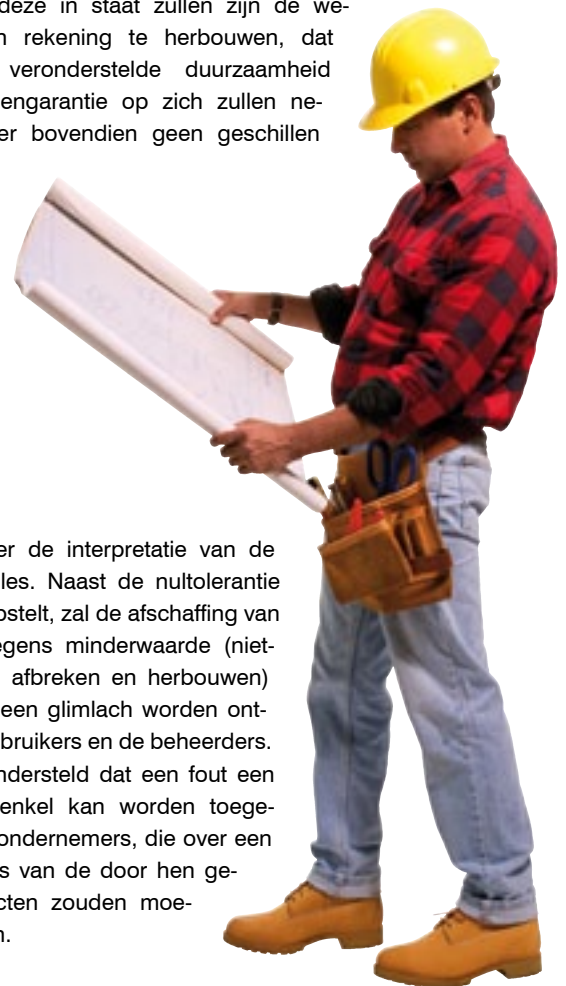 deze in staat zullen zijn de we-
rekening te herbouwen, dat
veronderstelde duurzaamheid
engarantie op zich zullen ne-
er bovendien geen geschillen
er de interpretatie van de
les. Naast de nultolerantie
stelt, zal de afschaffing van
egens minderwaarde (niet-
afbreken en herbouwen)
een glimlach worden ont-
bruikers en de beheerders.
ndersteld dat een fout een
enkel kan worden toege-
ondernemers, die over een
s van de door hen ge-
cten zouden moe-
n.